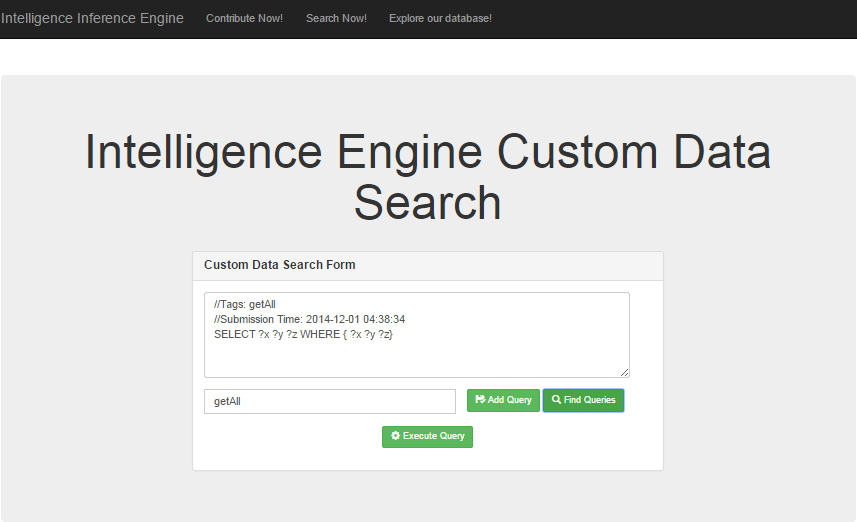 Intelligence Inference Engine Contribute Now! Search Now! Explore our database!
Intelligence Engine Custom Data
Search
Custom Data Search Form
//Tags: getAll
//Submission Time: 2014-12-01 04:38:34
SELECT ?x ?y ?z WHERE { ?x ?y ?z}
getAll Add Query Find Queries
Execute Query